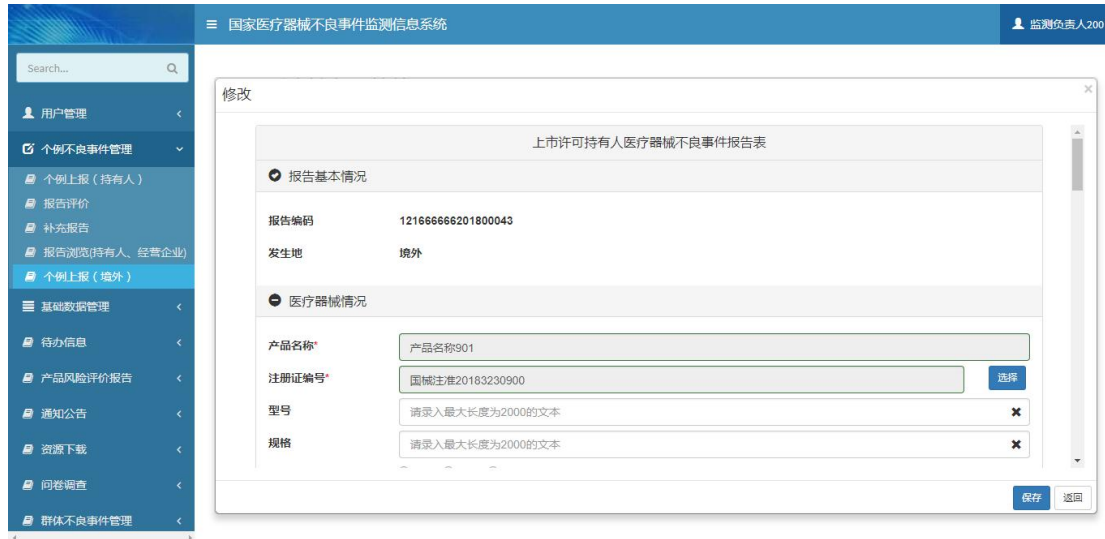 国家医疗器械不良事件监测信息系统
监测负责人200
Search...
用户管理
个例不良事件管理
个例上报（持有人）
报告评价
补充报告
报告浏览(持有人、经营企业)
个例上报（境外）
基础数据管理
待办信息
产品风险评价报告
通知公告
资源下载
问卷调查
群体不良事件管理
修改
×
上市许可持有人医疗器械不良事件报告表
报告基本情况
报告编码 121666666201800043
发生地 境外
医疗器械情况
产品名称* 产品名称901
注册证编号* 国械注准20183230900 选择
型号 请录入最大长度为2000的文本
规格 请录入最大长度为2000的文本
保存 返回